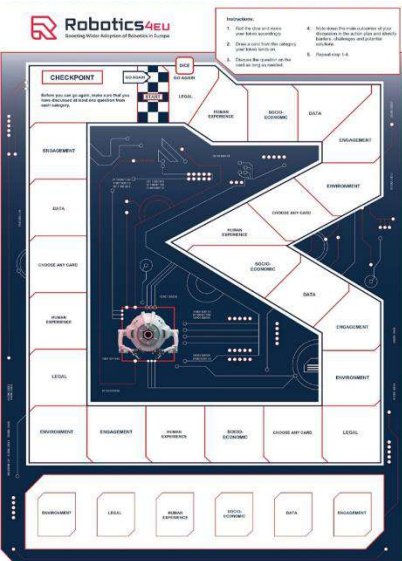 Robotics4EU
Boosting Wider Adoption of Robotics in Europe
Instructions:
1. Roll the dice and move
your token accordingly.
2. Draw a card from the category
your token lands on.
3. Discuss the question on the
card as long as needed.
4. Note down the main outcomes of your
discussion in the action plan and identify
barriers, challenges and potential
solutions.
5. Repeat step 1-4.
CHECKPOINT
Before you can go again, make sure that you
have discussed at least one question from
each category.
GO AGAIN
DICE
GO AGAIN
START
LEGAL
HUMAN
EXPERIENCE
SOCIO-
ECONOMIC
DATA
ENGAGEMENT
ENVIRONMENT
CHOOSE ANY CARD
HUMAN
EXPERIENCE
SOCIO-
ECONOMIC
DATA
ENGAGEMENT
ENVIRONMENT
LEGAL
CHOOSE ANY CARD
SOCIO-
ECONOMIC
HUMAN
EXPERIENCE
ENGAGEMENT
ENVIRONMENT
LEGAL
HUMAN
EXPERIENCE
CHOOSE ANY CARD
DATA
ENGAGEMENT
ENVIRONMENT
LEGAL
HUMAN
EXPERIENCE
SOCIO-
ECONOMIC
DATA
ENGAGEMENT